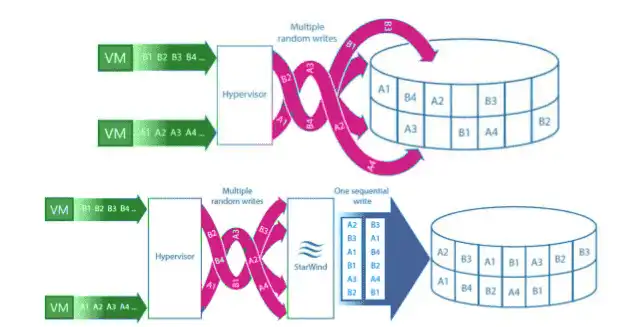 Multiple
random writes
VM B1 B2 B3 B4 ...
Hypervisor
VM A1 A2 A3 A4 ...
B2 A3 B1 B3
A1 B4 A2 A4
A1 B4 A2 B3
A3 B1 A4 B2
Multiple
random writes
One sequential
write
VM B1 B2 B3 B4 ...
Hypervisor
VM A1 A2 A3 A4 ...
B2 A3 B3
B4 A2
A1 B1 A4
StarWind
A2 B3
B3 A1
A1 B4
B1 B2
A3 A4
A2 B1
A2 B3 A1 B1 A3 B2 B3
A1 B4 B2 A4 B1